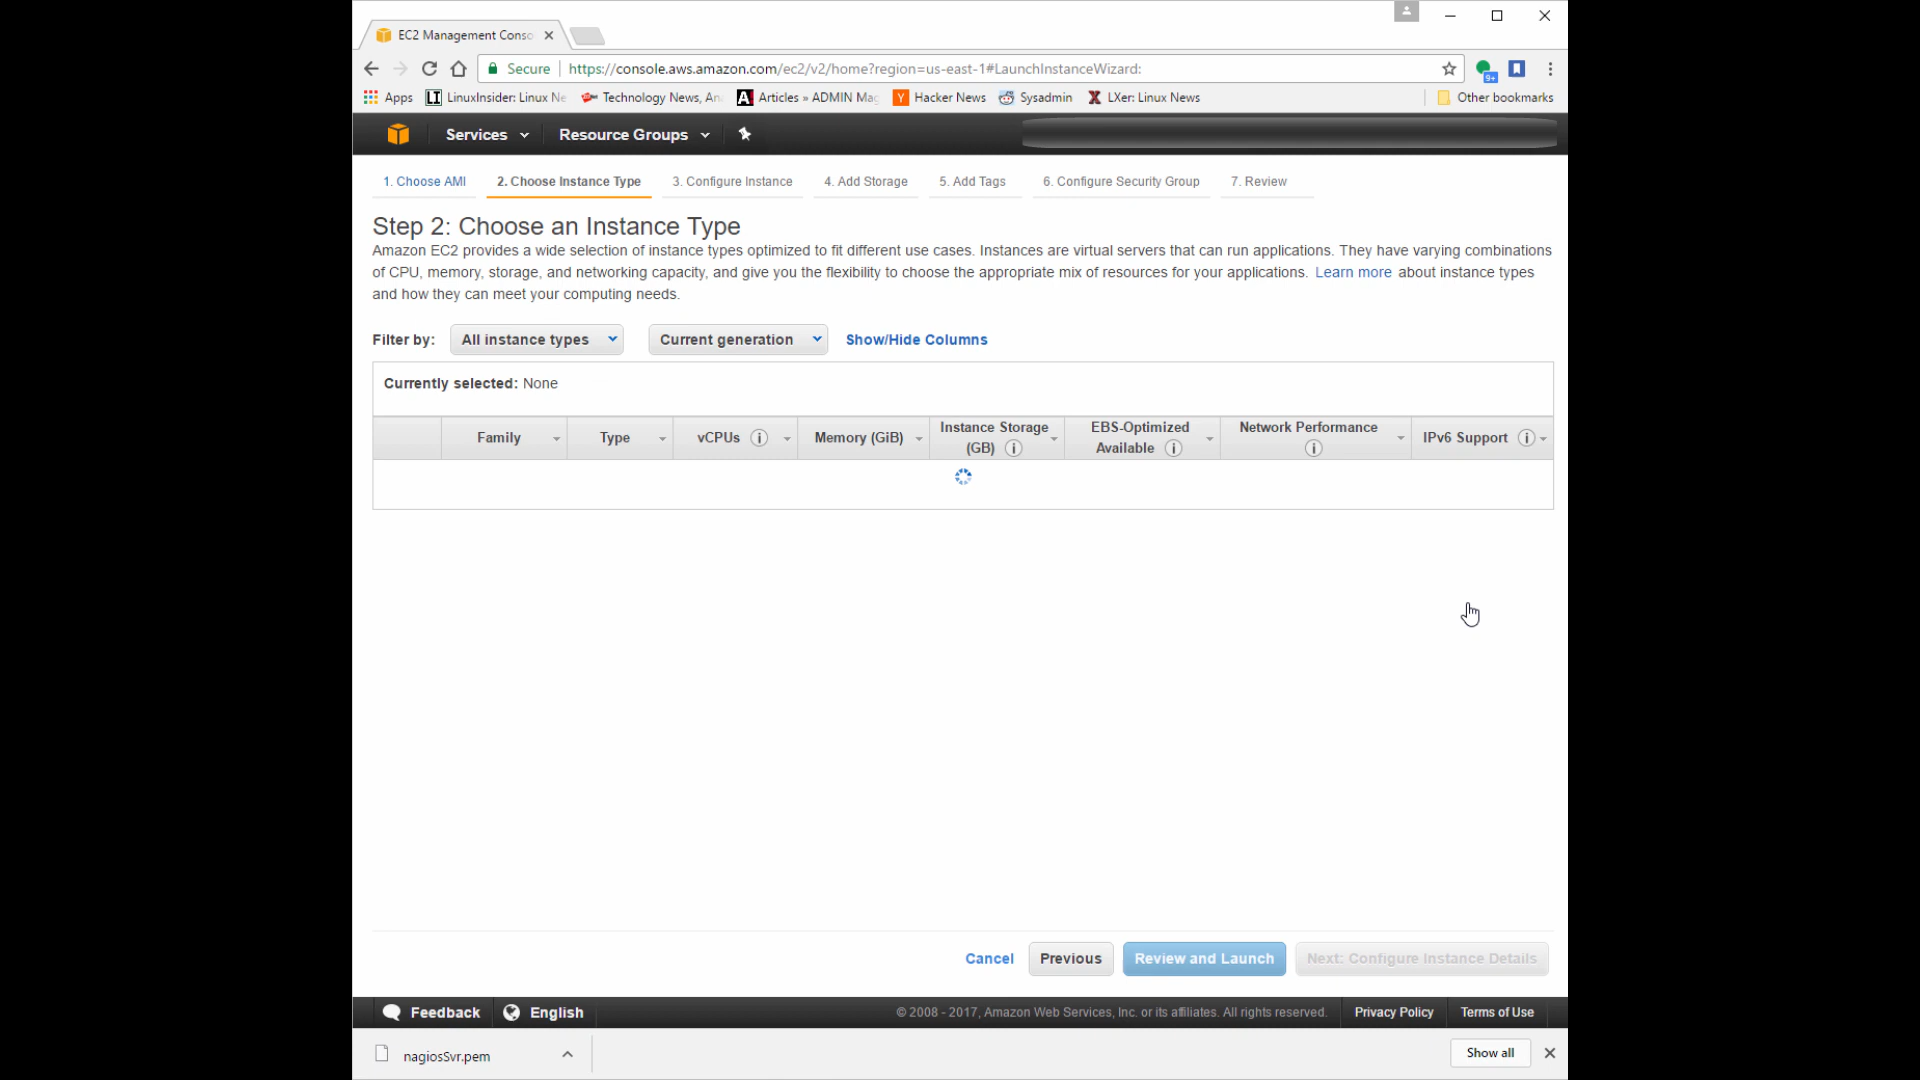 EC2 Management Conso
Secure https://console.aws.amazon.com/ec2/v2/home?region=us-east-1#LaunchInstanceWizard:
9+
Apps LI LinuxInsider: Linux Ne Technology News, An A Articles » ADMIN Mag Y Hacker News Sysadmin X LXer: Linux News Other bookmarks
Services Resource Groups
1. Choose AMI 2. Choose Instance Type 3. Configure Instance 4. Add Storage 5. Add Tags 6. Configure Security Group 7. Review
Step 2: Choose an Instance Type
Amazon EC2 provides a wide selection of instance types optimized to fit different use cases. Instances are virtual servers that can run applications. They have varying combinations
of CPU, memory, storage, and networking capacity, and give you the flexibility to choose the appropriate mix of resources for your applications. Learn more about instance types
and how they can meet your computing needs.
Filter by: All instance types Current generation Show/Hide Columns
Currently selected: None
Family Type vCPUs i Memory (GiB) Instance Storage (GB) i EBS-Optimized Available i Network Performance i IPv6 Support i
Cancel Previous Review and Launch Next: Configure Instance Details
Feedback English © 2008 - 2017, Amazon Web Services, Inc. or its affiliates. All rights reserved. Privacy Policy Terms of Use
nagiosSvr.pem Show all